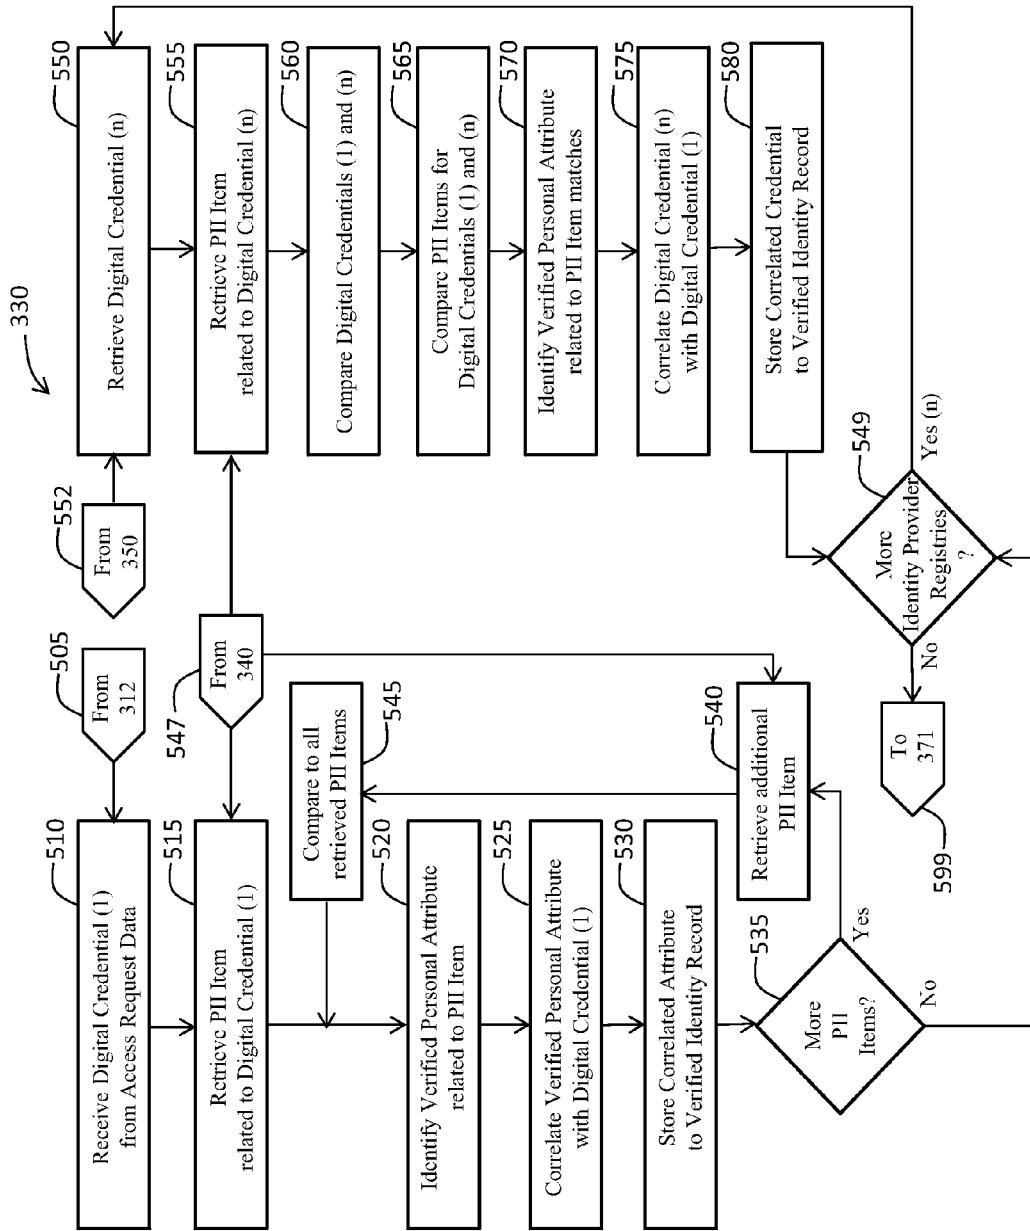 330
505
From
312
510
Receive Digital Credential (1)
from Access Request Data
547
From
340
515
Retrieve PII Item
related to Digital Credential (1)
545
Compare to all
retrieved PII Items
520
Identify Verified Personal Attribute
related to PII Item
525
Correlate Verified Personal Attribute
with Digital Credential (1)
530
Store Correlated Attribute
to Verified Identity Record
535
More
PII
Items?
Yes
No
540
Retrieve additional
PII Item
552
From
350
550
Retrieve Digital Credential (n)
555
Retrieve PII Item
related to Digital Credential (n)
560
Compare Digital Credentials (1) and (n)
565
Compare PII Items for
Digital Credentials (1) and (n)
570
Identify Verified Personal Attribute
related to PII Item matches
575
Correlate Digital Credential (n)
with Digital Credential (1)
580
Store Correlated Credential
to Verified Identity Record
549
More
Identity Provider
Registries
?
Yes (n)
No
To
371
599